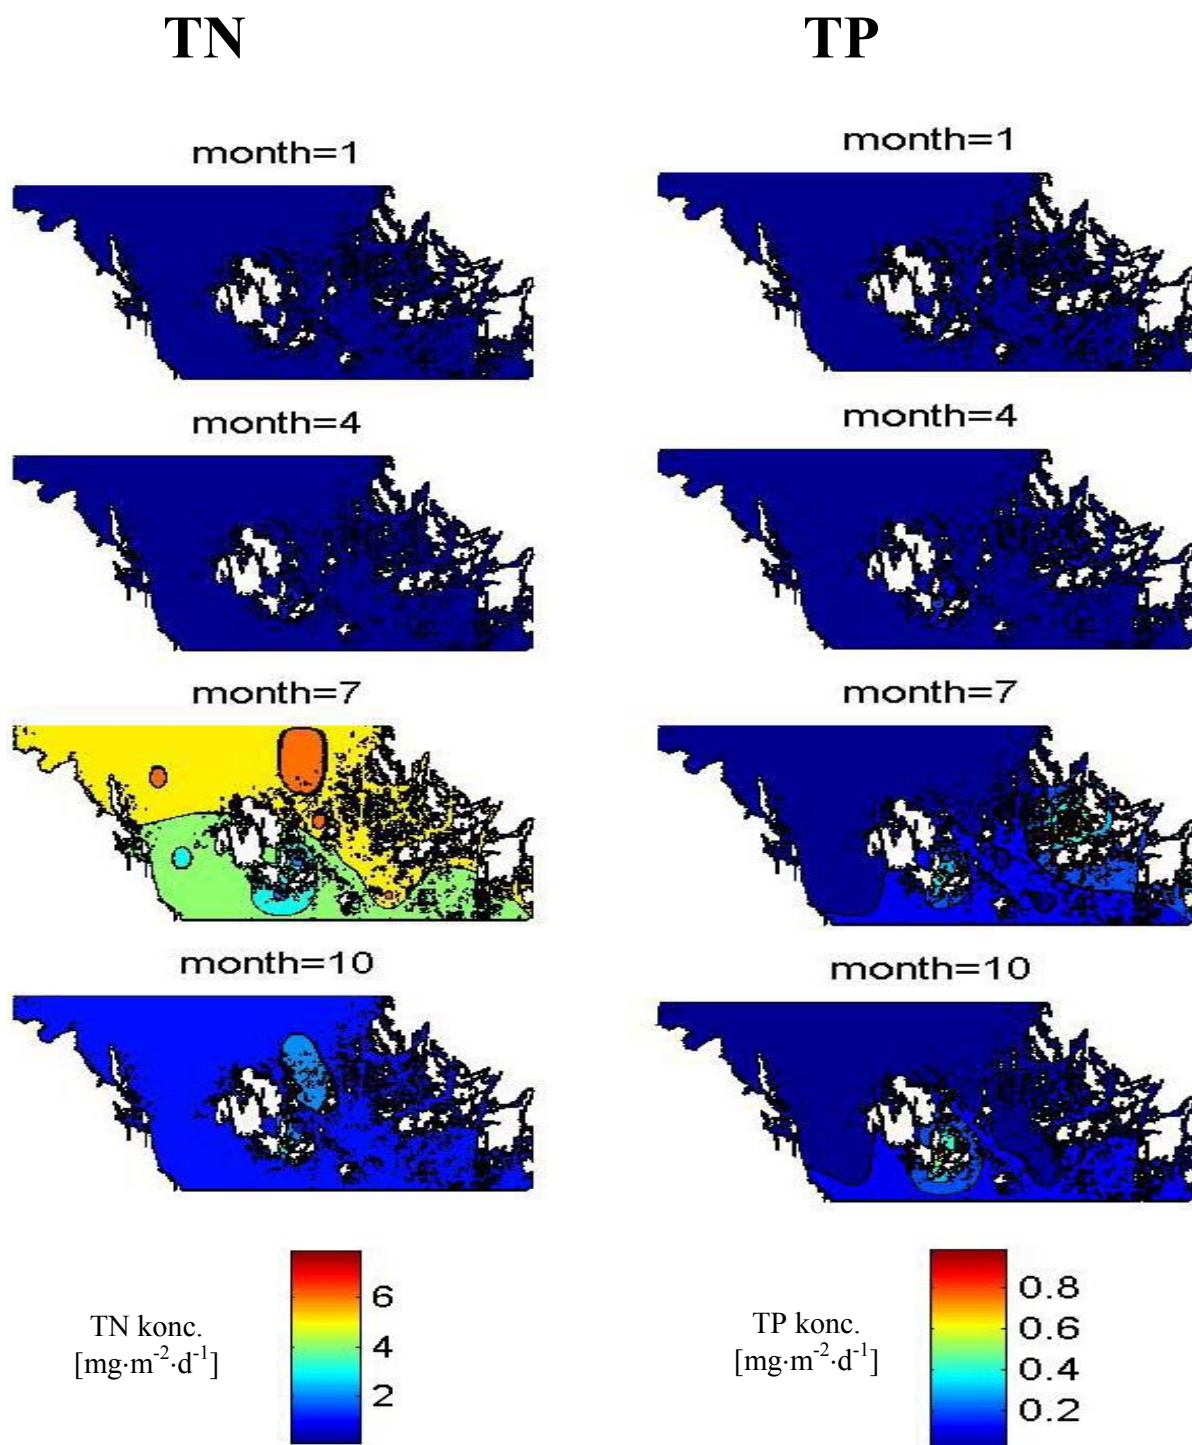 TN TP
month=1 month=1
month=4 month=4
month=7 month=7
month=10 month=10
6
4
2
TN konc.
[mg·m⁻²·d⁻¹]
0.8
0.6
0.4
0.2
TP konc.
[mg·m⁻²·d⁻¹]